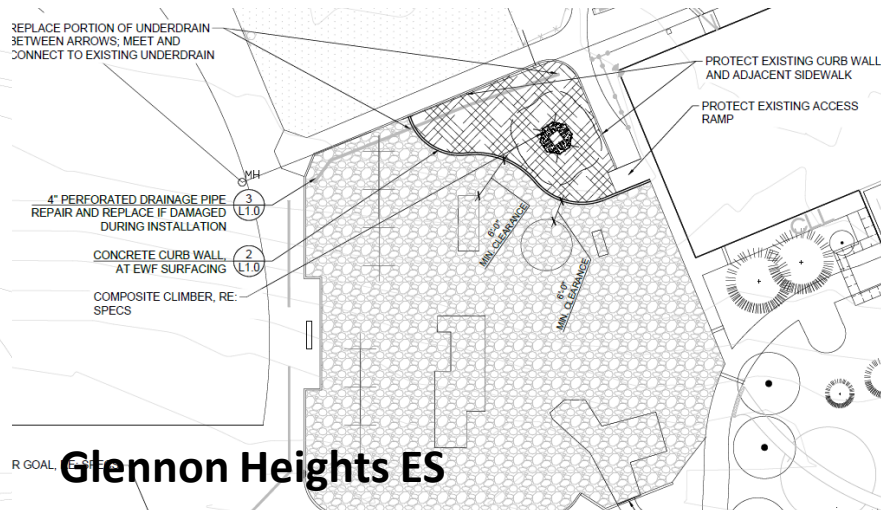 REPLACE PORTION OF UNDERDRAIN
BETWEEN ARROWS; MEET AND
CONNECT TO EXISTING UNDERDRAIN
PROTECT EXISTING CURB WALL
AND ADJACENT SIDEWALK
PROTECT EXISTING ACCESS
RAMP
MH
4" PERFORATED DRAINAGE PIPE
REPAIR AND REPLACE IF DAMAGED
DURING INSTALLATION
3
L1.0
CONCRETE CURB WALL,
AT EWF SURFACING
2
L1.0
COMPOSITE CLIMBER, RE:
SPECS
6'-0"
MIN. CLEARANCE
6'-0"
MIN. CLEARANCE
CLL
R GOAL, RE: SPECS
Glennon Heights ES